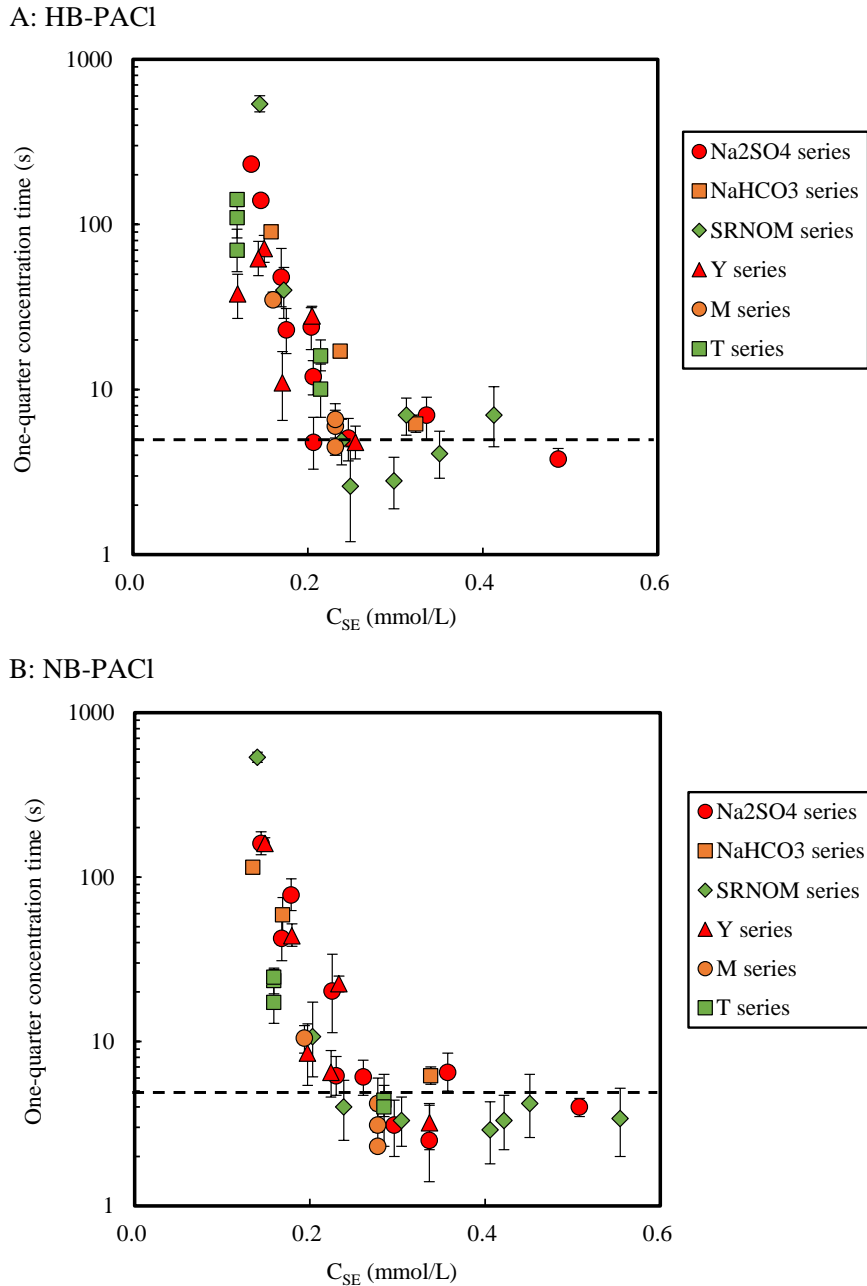 A: HB-PACl
1000
100
10
1
One-quarter concentration time (s)
0.0
0.2
0.4
0.6
C_SE (mmol/L)
Na2SO4 series
NaHCO3 series
SRNOM series
Y series
M series
T series
B: NB-PACl
1000
100
10
1
One-quarter concentration time (s)
0.0
0.2
0.4
0.6
C_SE (mmol/L)
Na2SO4 series
NaHCO3 series
SRNOM series
Y series
M series
T series